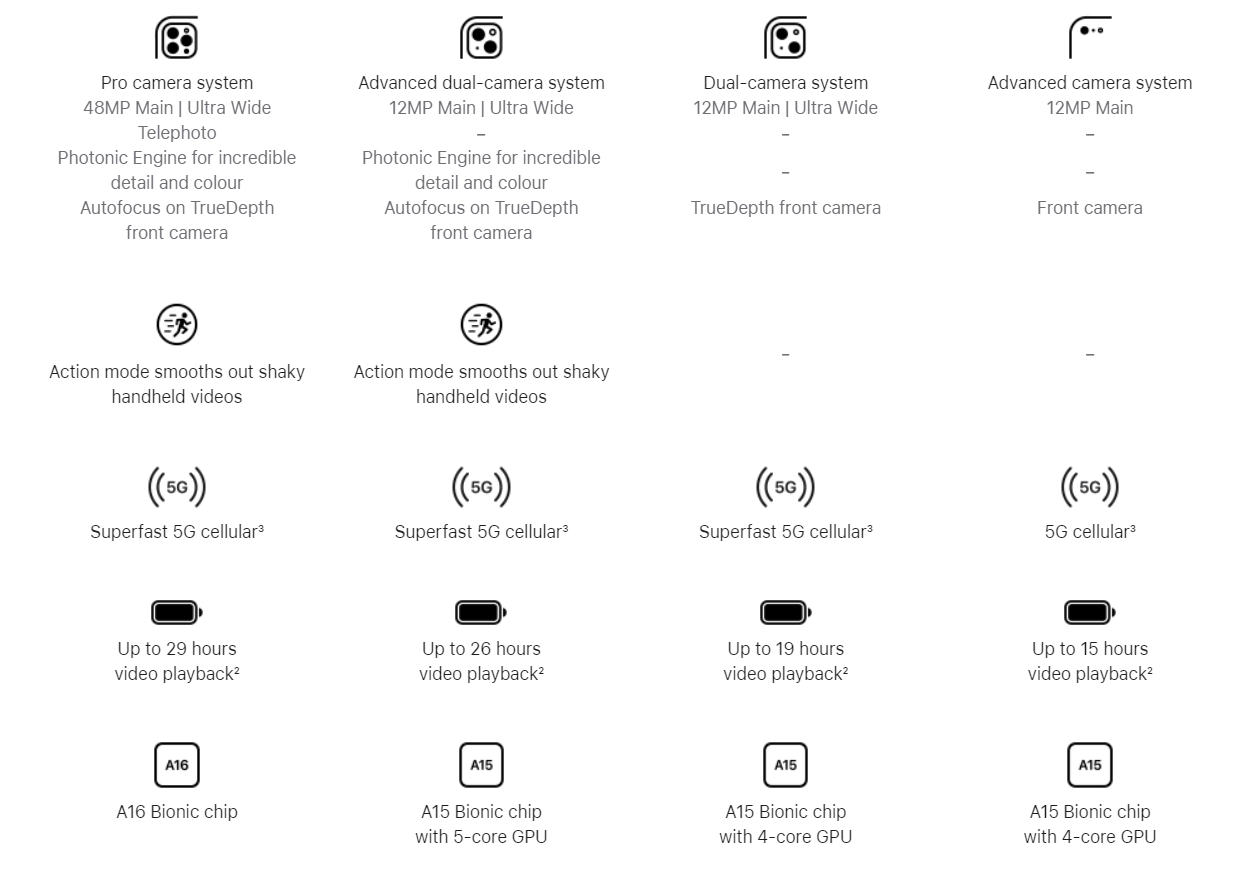 Pro camera system
48MP Main | Ultra Wide
Telephoto
Photonic Engine for incredible
detail and colour
Autofocus on TrueDepth
front camera
Advanced dual-camera system
12MP Main | Ultra Wide
–
Photonic Engine for incredible
detail and colour
Autofocus on TrueDepth
front camera
Dual-camera system
12MP Main | Ultra Wide
–
–
TrueDepth front camera
Advanced camera system
12MP Main
–
–
Front camera
Action mode smooths out shaky
handheld videos
Action mode smooths out shaky
handheld videos
–
–
5G
Superfast 5G cellular³
5G
Superfast 5G cellular³
5G
Superfast 5G cellular³
5G
5G cellular³
Up to 29 hours
video playback²
Up to 26 hours
video playback²
Up to 19 hours
video playback²
Up to 15 hours
video playback²
A16
A16 Bionic chip
A15
A15 Bionic chip
with 5-core GPU
A15
A15 Bionic chip
with 4-core GPU
A15
A15 Bionic chip
with 4-core GPU